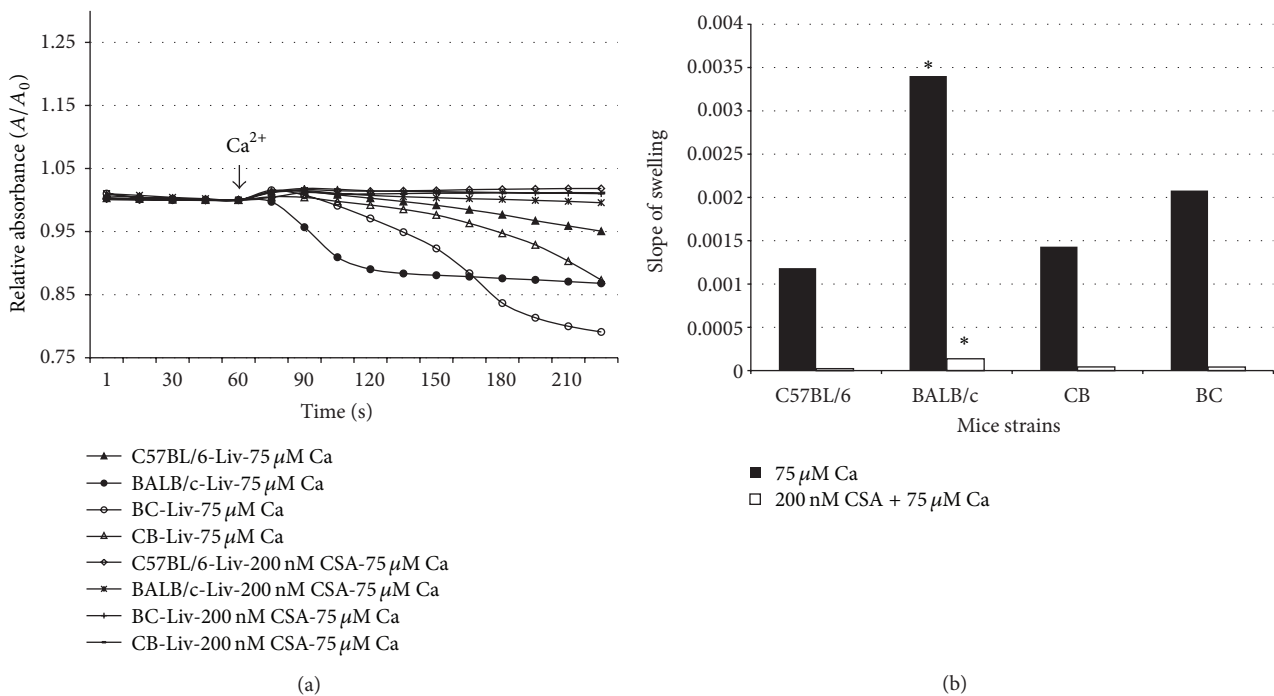 1.25
1.15
1.05
0.95
0.85
0.75
Relative absorbance (A/A0)
Ca2+
1 30 60 90 120 150 180 210
Time (s)
C57BL/6-Liv-75 μM Ca
BALB/c-Liv-75 μM Ca
BC-Liv-75 μM Ca
CB-Liv-75 μM Ca
C57BL/6-Liv-200 nM CSA-75 μM Ca
BALB/c-Liv-200 nM CSA-75 μM Ca
BC-Liv-200 nM CSA-75 μM Ca
CB-Liv-200 nM CSA-75 μM Ca
(a)
0.004
0.0035
0.003
0.0025
0.002
0.0015
0.001
0.0005
0
Slope of swelling
*
*
C57BL/6 BALB/c CB BC
Mice strains
75 μM Ca
200 nM CSA + 75 μM Ca
(b)